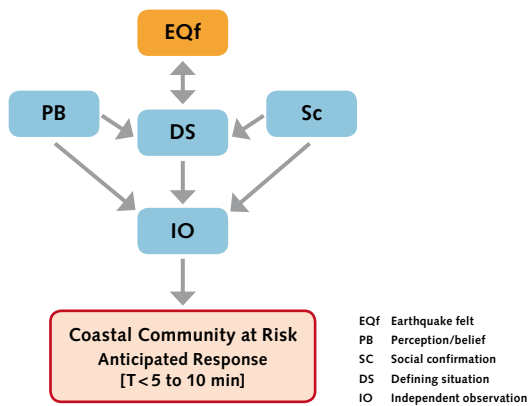 EQf
PB
Sc
DS
IO
Coastal Community at Risk
Anticipated Response
[T<5 to 10 min]
EQf Earthquake felt
PB Perception/belief
SC Social confirmation
DS Defining situation
IO Independent observation